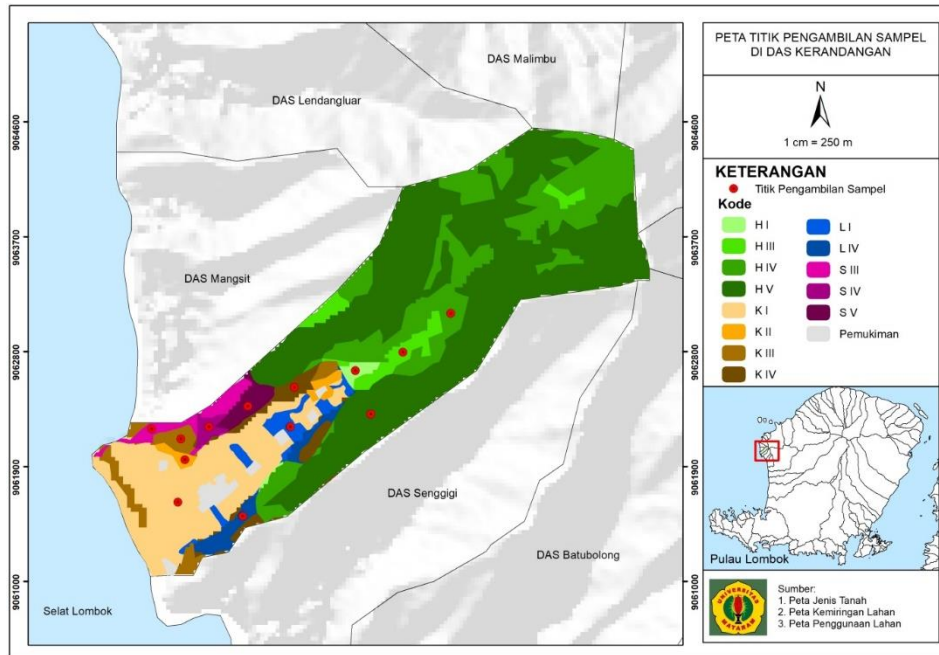 PETA TITIK PENGAMBILAN SAMPEL
DI DAS KERANDANGAN
N
1 cm = 250 m
KETERANGAN
Titik Pengambilan Sampel
Kode
H I
H III
H IV
H V
K I
K II
K III
K IV
L I
L IV
S III
S IV
S V
Pemukiman
Pulau Lombok
UNIVERSITAS
MATARAM
Sumber:
1. Peta Jenis Tanah
2. Peta Kemiringan Lahan
3. Peta Penggunaan Lahan
DAS Malimbu
DAS Lendangluar
DAS Mangsit
DAS Senggigi
DAS Batubolong
Selat Lombok
9064600
9063700
9062800
9061900
9061000
9064600
9063700
9062800
9061900
9061000